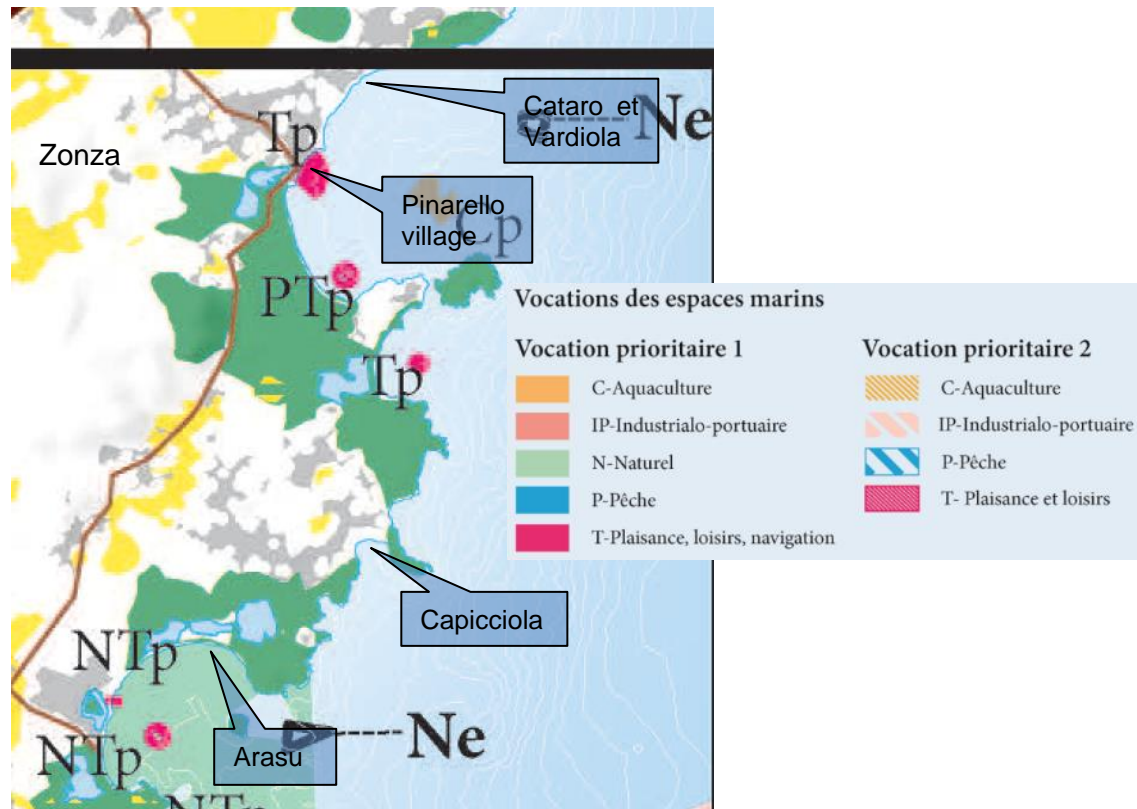 Cataro et
Vardiola
Ne
Tp
Zonza
Pinarello
village
Cp
PTp
Tp
Vocations des espaces marins
Vocation prioritaire 1
C-Aquaculture
IP-Industrialo-portuaire
N-Naturel
P-Pêche
T-Plaisance, loisirs, navigation
Vocation prioritaire 2
C-Aquaculture
IP-Industrialo-portuaire
P-Pêche
T- Plaisance et loisirs
Capicciola
NTp
Ne
Arasu
NTp
NTp